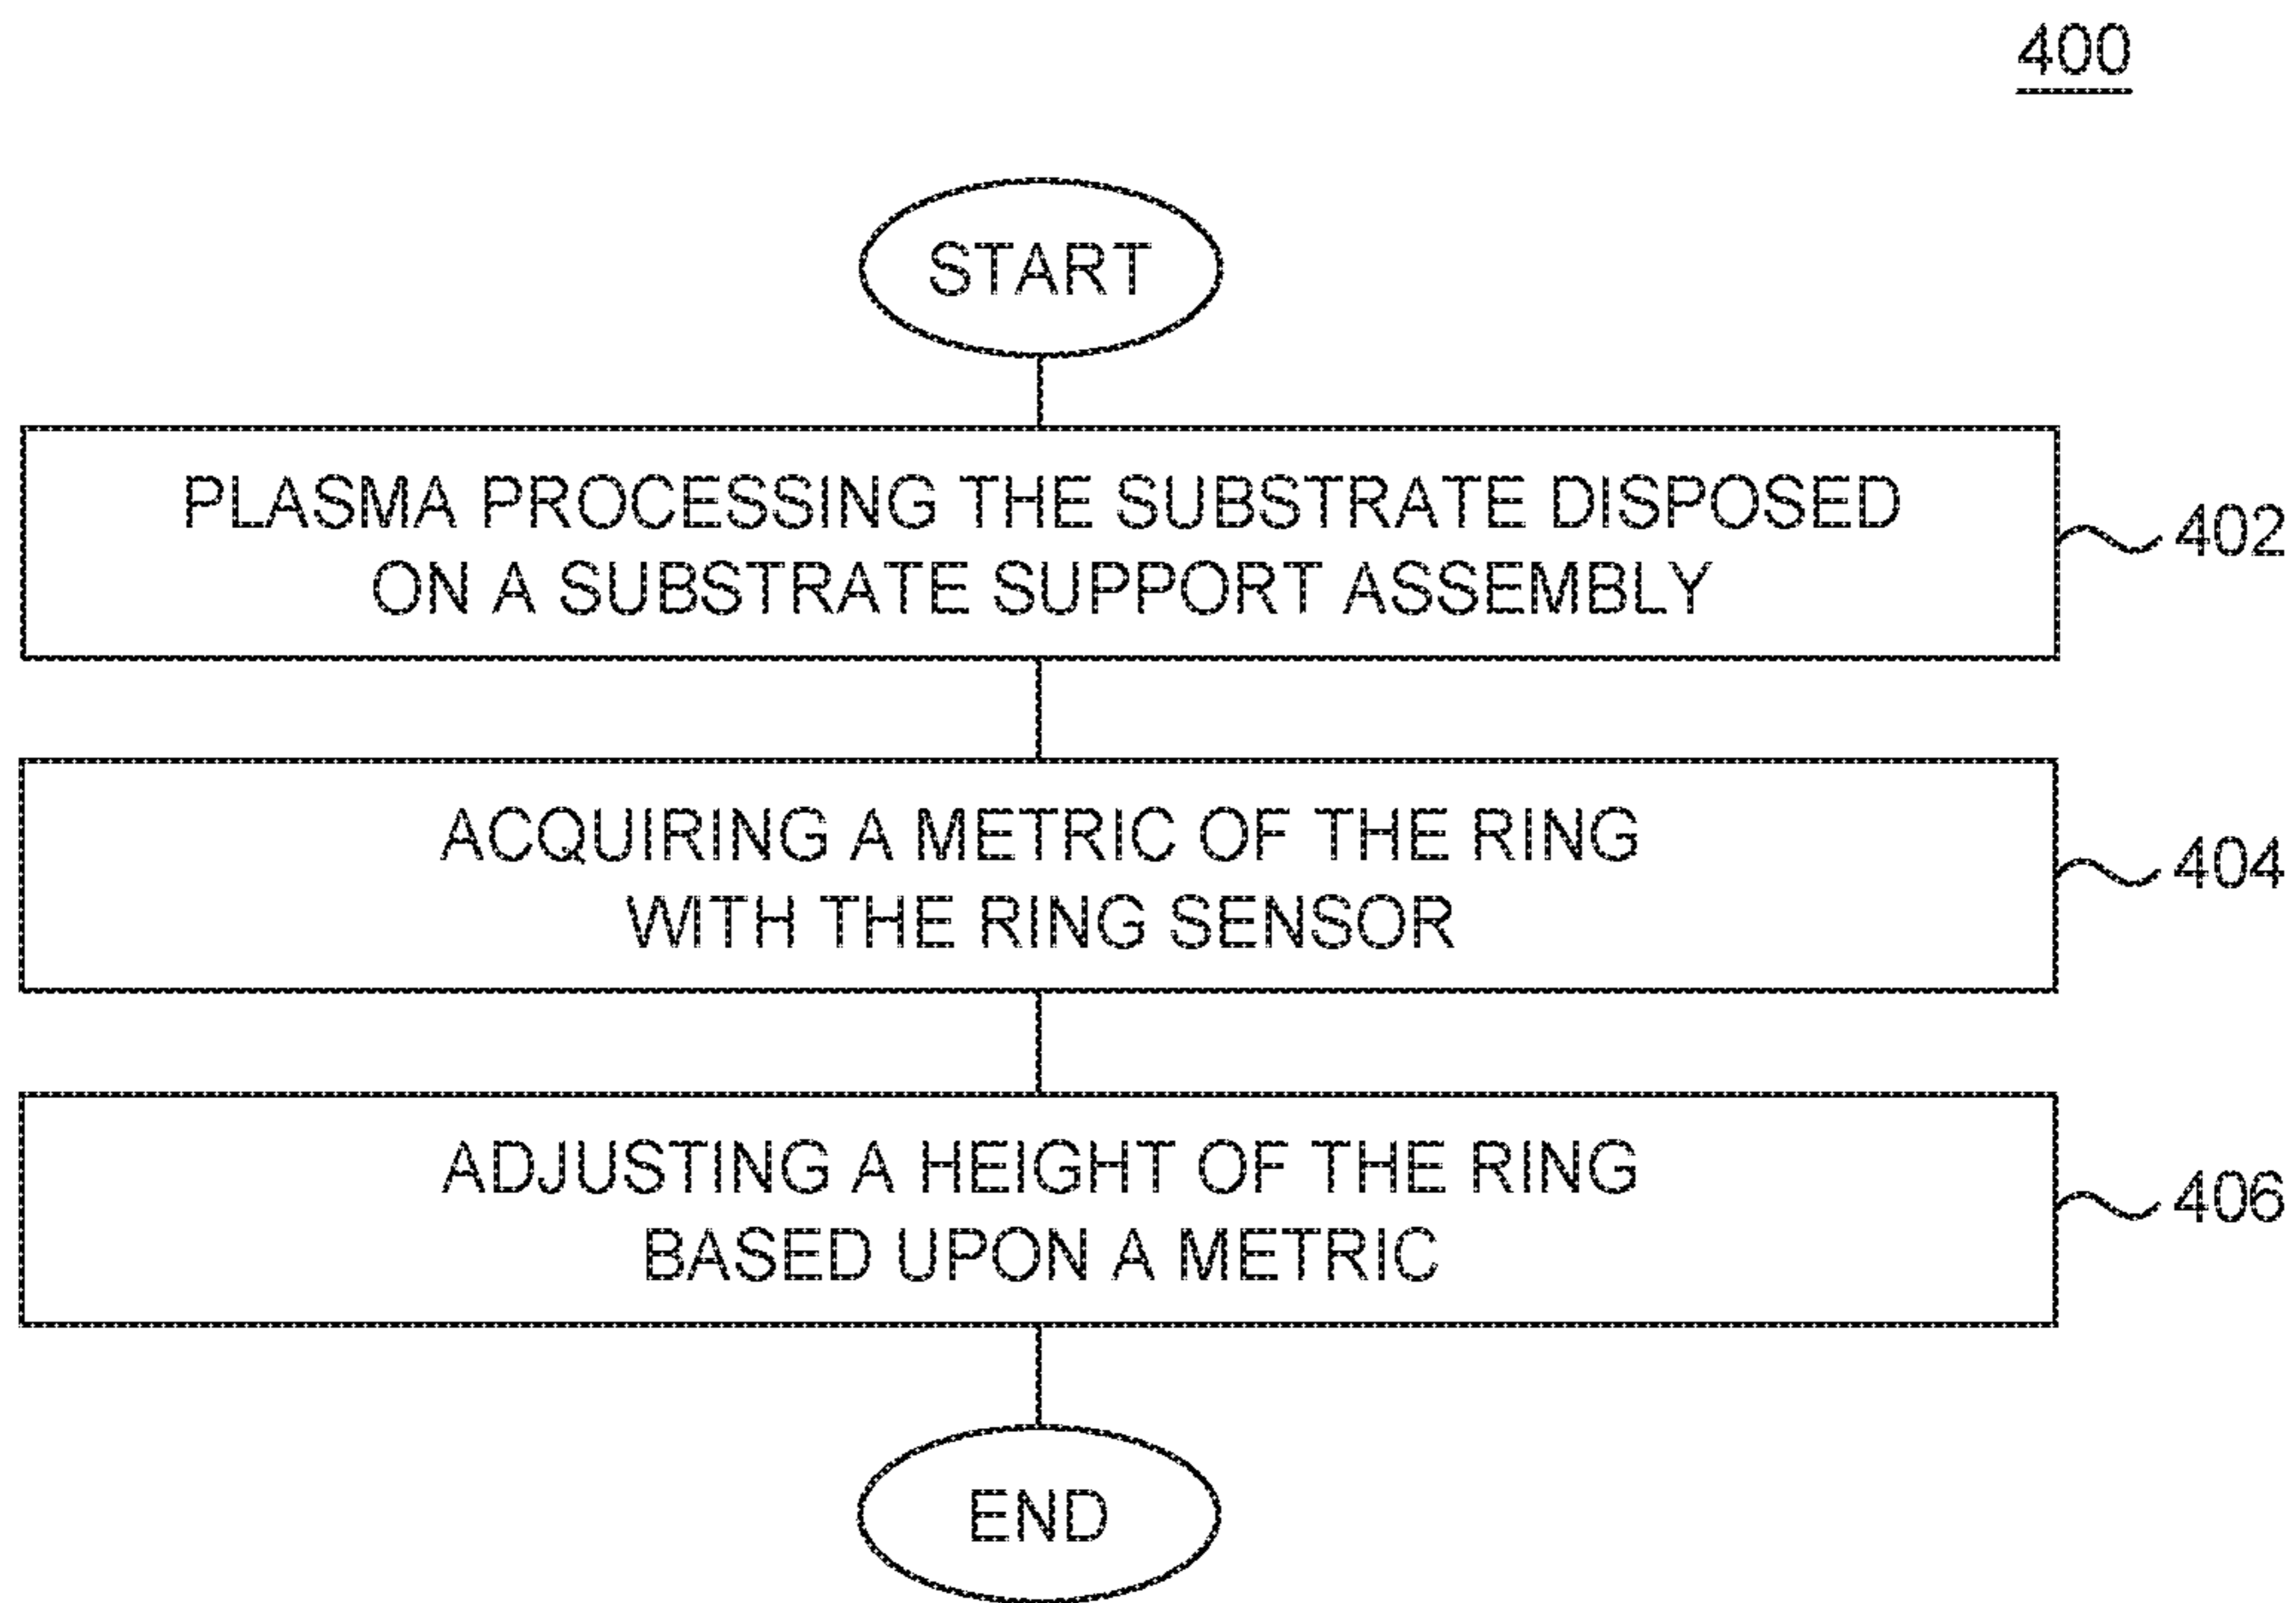 400
START
PLASMA PROCESSING THE SUBSTRATE DISPOSED
ON A SUBSTRATE SUPPORT ASSEMBLY
402
ACQUIRING A METRIC OF THE RING
WITH THE RING SENSOR
404
ADJUSTING A HEIGHT OF THE RING
BASED UPON A METRIC
406
END